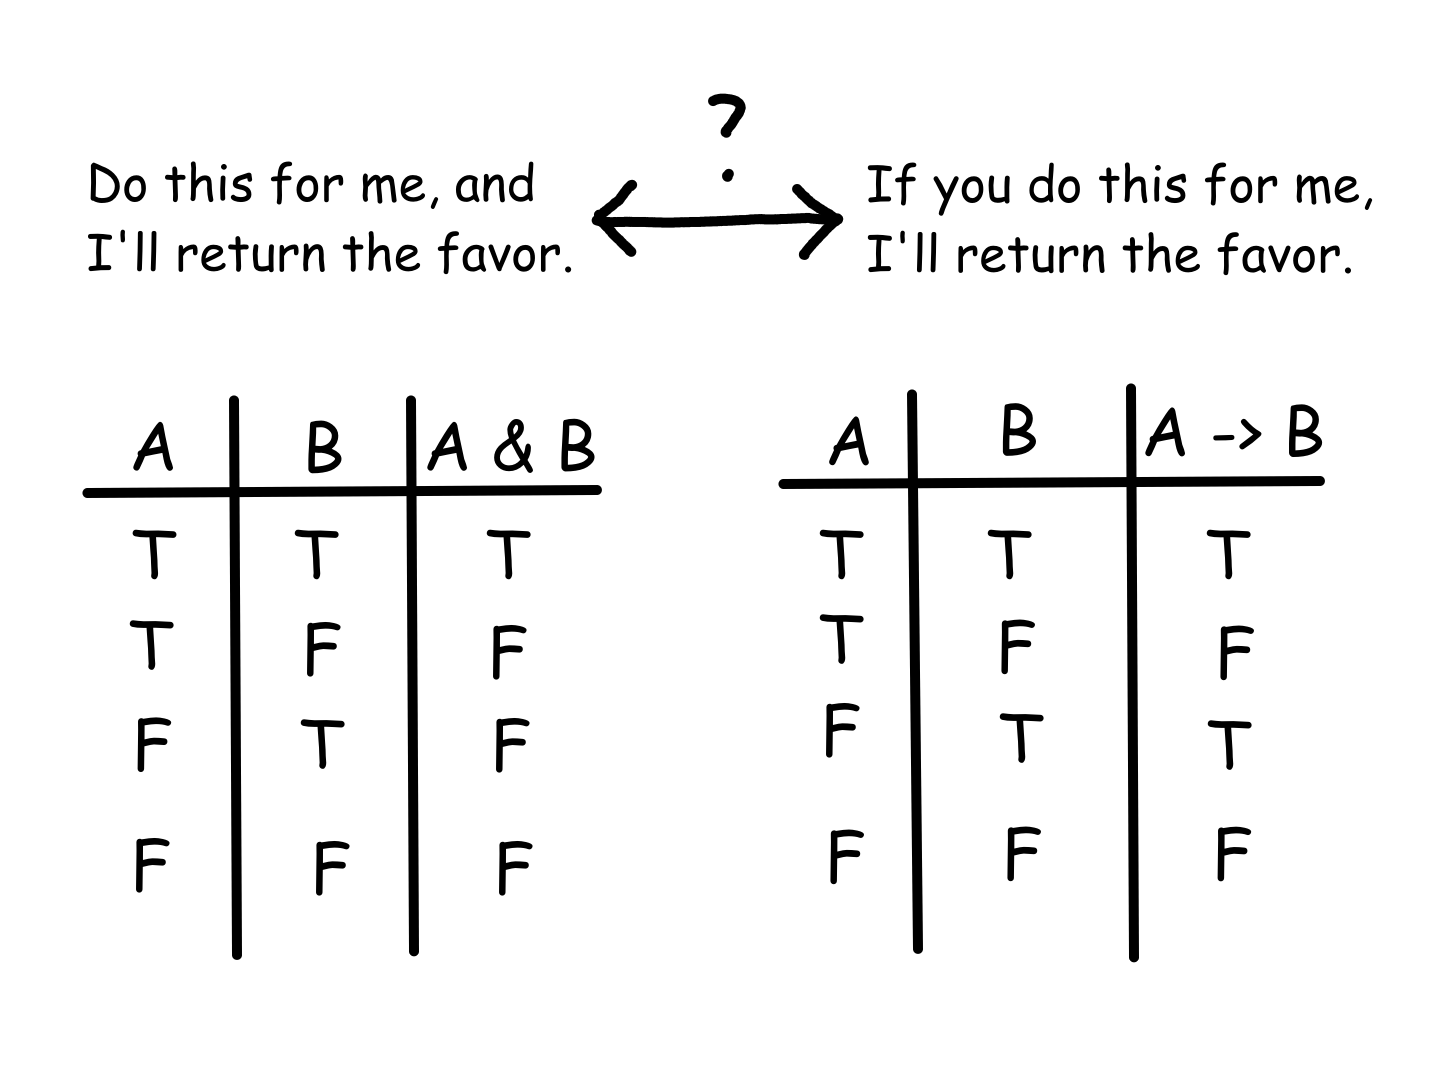 ?
Do this for me, and
I'll return the favor.
If you do this for me,
I'll return the favor.
A B A & B
T T T
T F F
F T F
F F F
A B A -> B
T T T
T F F
F T T
F F F